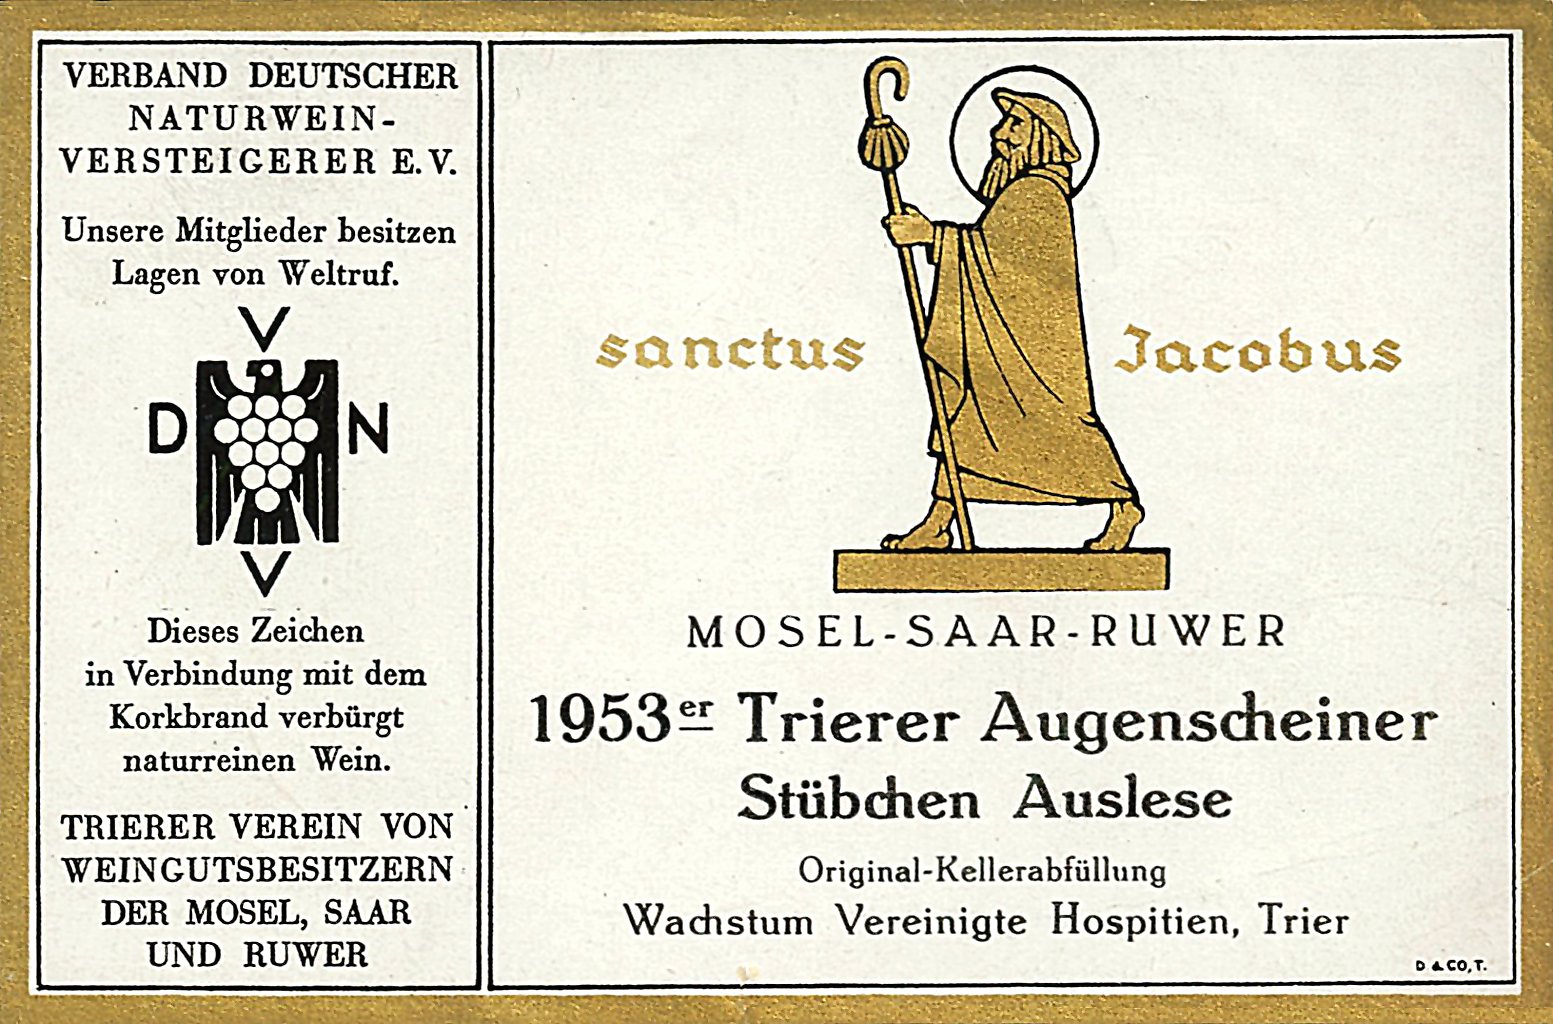 VERBAND DEUTSCHER
NATURWEIN-
VERSTEIGERER E.V.
Unsere Mitglieder besitzen
Lagen von Weltruf.
V
D N
V
Dieses Zeichen
in Verbindung mit dem
Korkbrand verbürgt
naturreinen Wein.
TRIERER VEREIN VON
WEINGUTSBESITZERN
DER MOSEL, SAAR
UND RUWER
sanctus Jacobus
MOSEL-SAAR-RUWER
1953er Trierer Augenscheiner
Stübchen Auslese
Original-Kellerabfüllung
Wachstum Vereinigte Hospitien, Trier
D & CO, T.